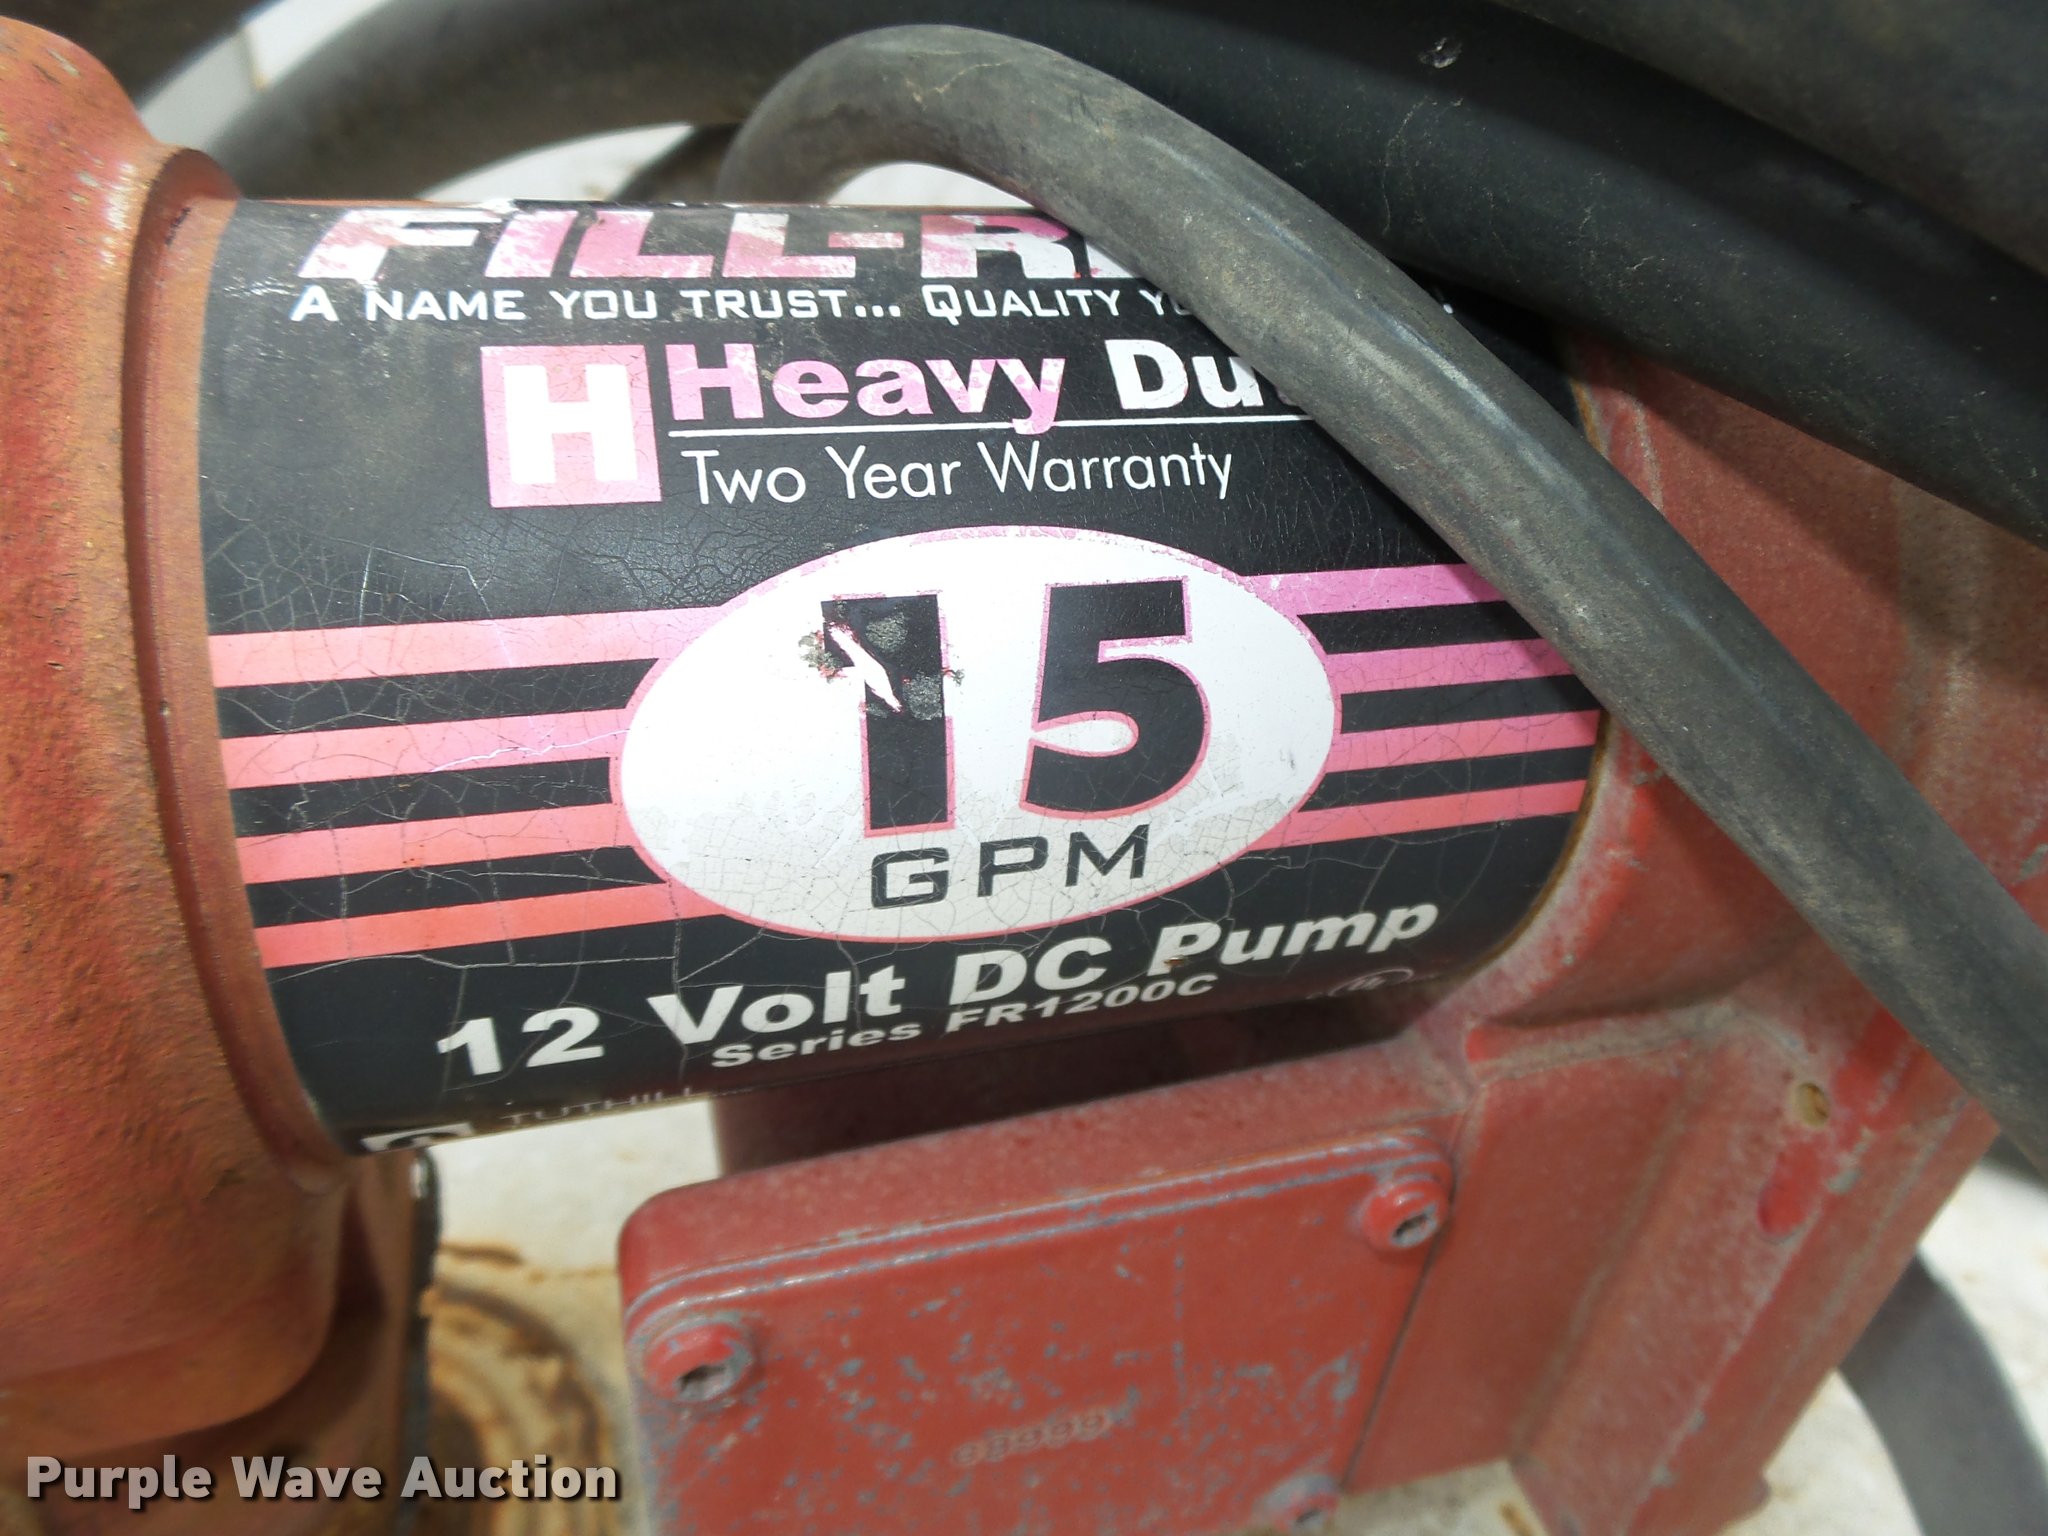 FILL-R
A NAME YOU TRUST... QUALITY
H Heavy
Two Year Warranty
15
GPM
12 Volt DC Pump
Series FR1200C
TUTHILL
Purple Wave Auction